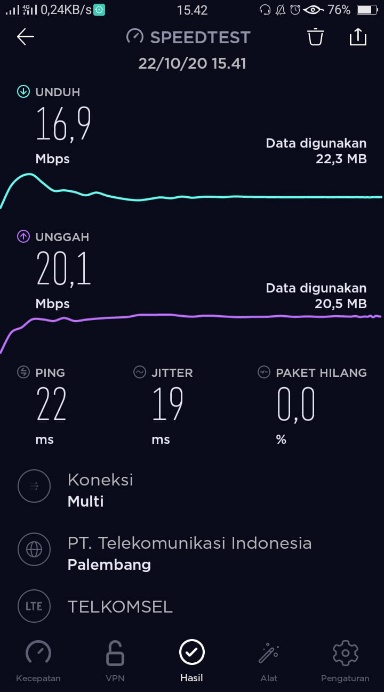 0,24KB/s
15.42
76%
SPEEDTEST
22/10/20 15.41
UNDUH
16,9
Mbps
Data digunakan
22,3 MB
UNGGAH
20,1
Mbps
Data digunakan
20,5 MB
PING
JITTER
PAKET HILANG
22
19
0,0
ms
ms
%
Koneksi
Multi
PT. Telekomunikasi Indonesia
Palembang
LTE
TELKOMSEL
Kecepatan
VPN
Hasil
Alat
Pengaturan